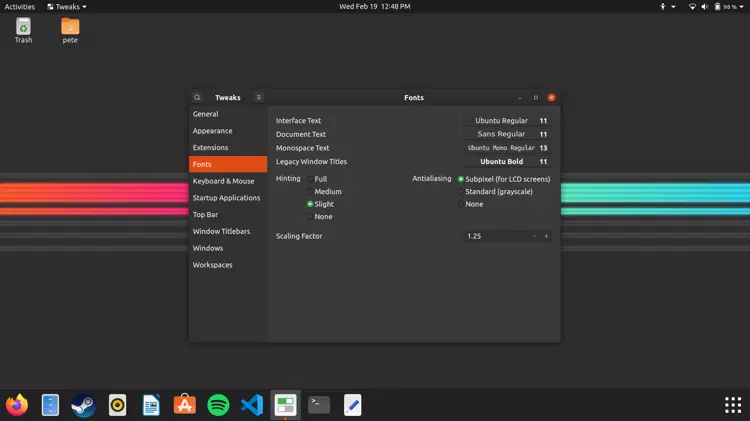 Activities Tweaks Wed Feb 19 12:48 PM 98 %
Trash pete
Tweaks Fonts
General
Appearance
Extensions
Fonts
Keyboard & Mouse
Startup Applications
Top Bar
Window Titlebars
Windows
Workspaces
Interface Text Ubuntu Regular 11
Document Text Sans Regular 11
Monospace Text Ubuntu Mono Regular 13
Legacy Window Titles Ubuntu Bold 11
Hinting Full Antialiasing Subpixel (for LCD screens)
Medium Standard (grayscale)
Slight None
None
Scaling Factor 1.25 − +
>_